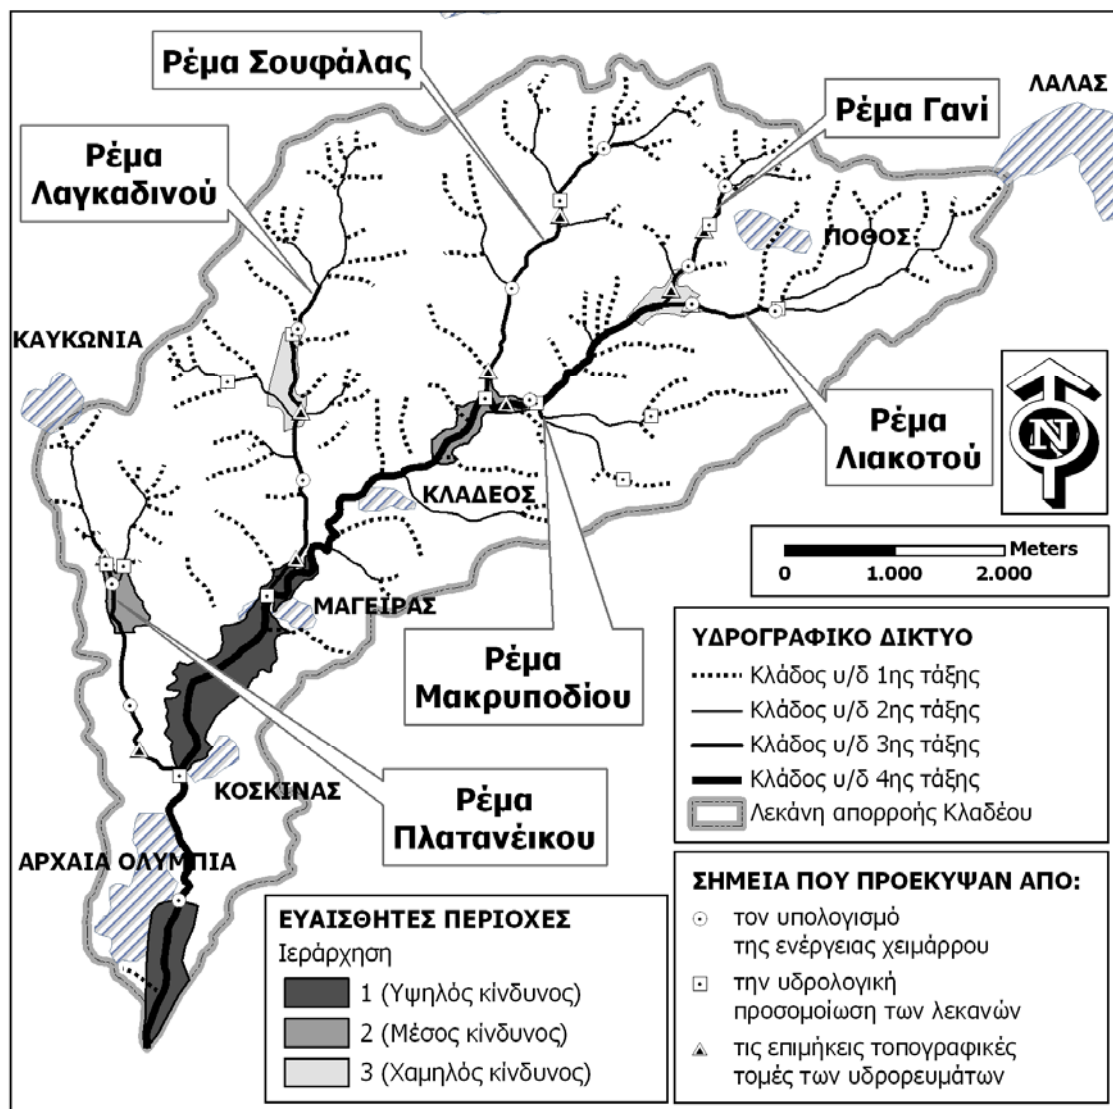 Ρέμα Σουφάλας
ΛΑΛΑΣ
Ρέμα Γανί
Ρέμα
Λαγκαδινού
ΠΟΘΟΣ
ΚΑΥΚΩΝΙΑ
Ρέμα
Λιακοτού
N
ΚΛΑΔΕΟΣ
Meters
0 1.000 2.000
ΜΑΓΕΙΡΑΣ
Ρέμα
Μακρυποδίου
ΥΔΡΟΓΡΑΦΙΚΟ ΔΙΚΤΥΟ
Κλάδος υ/δ 1ης τάξης
Κλάδος υ/δ 2ης τάξης
Κλάδος υ/δ 3ης τάξης
Κλάδος υ/δ 4ης τάξης
Λεκάνη απορροής Κλαδέου
ΚΟΣΚΙΝΑΣ
Ρέμα
Πλατανέικου
ΑΡΧΑΙΑ ΟΛΥΜΠΙΑ
ΕΥΑΙΣΘΗΤΕΣ ΠΕΡΙΟΧΕΣ
Ιεράρχηση
1 (Υψηλός κίνδυνος)
2 (Μέσος κίνδυνος)
3 (Χαμηλός κίνδυνος)
ΣΗΜΕΙΑ ΠΟΥ ΠΡΟΕΚΥΨΑΝ ΑΠΟ:
τον υπολογισμό
της ενέργειας χειμάρρου
την υδρολογική
προσομοίωση των λεκανών
τις επιμήκεις τοπογραφικές
τομές των υδρορευμάτων